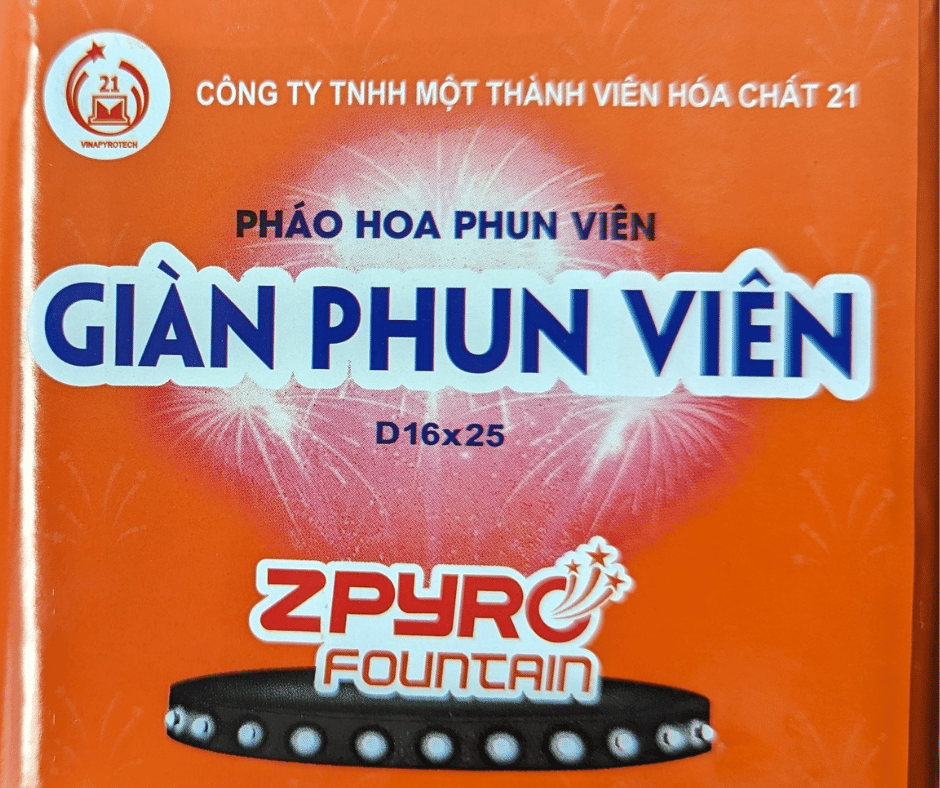 21
VINAPYROTECH
CÔNG TY TNHH MỘT THÀNH VIÊN HÓA CHẤT 21
PHÁO HOA PHUN VIÊN
GIÀN PHUN VIÊN
D16x25
ZPYRO
FOUNTAIN